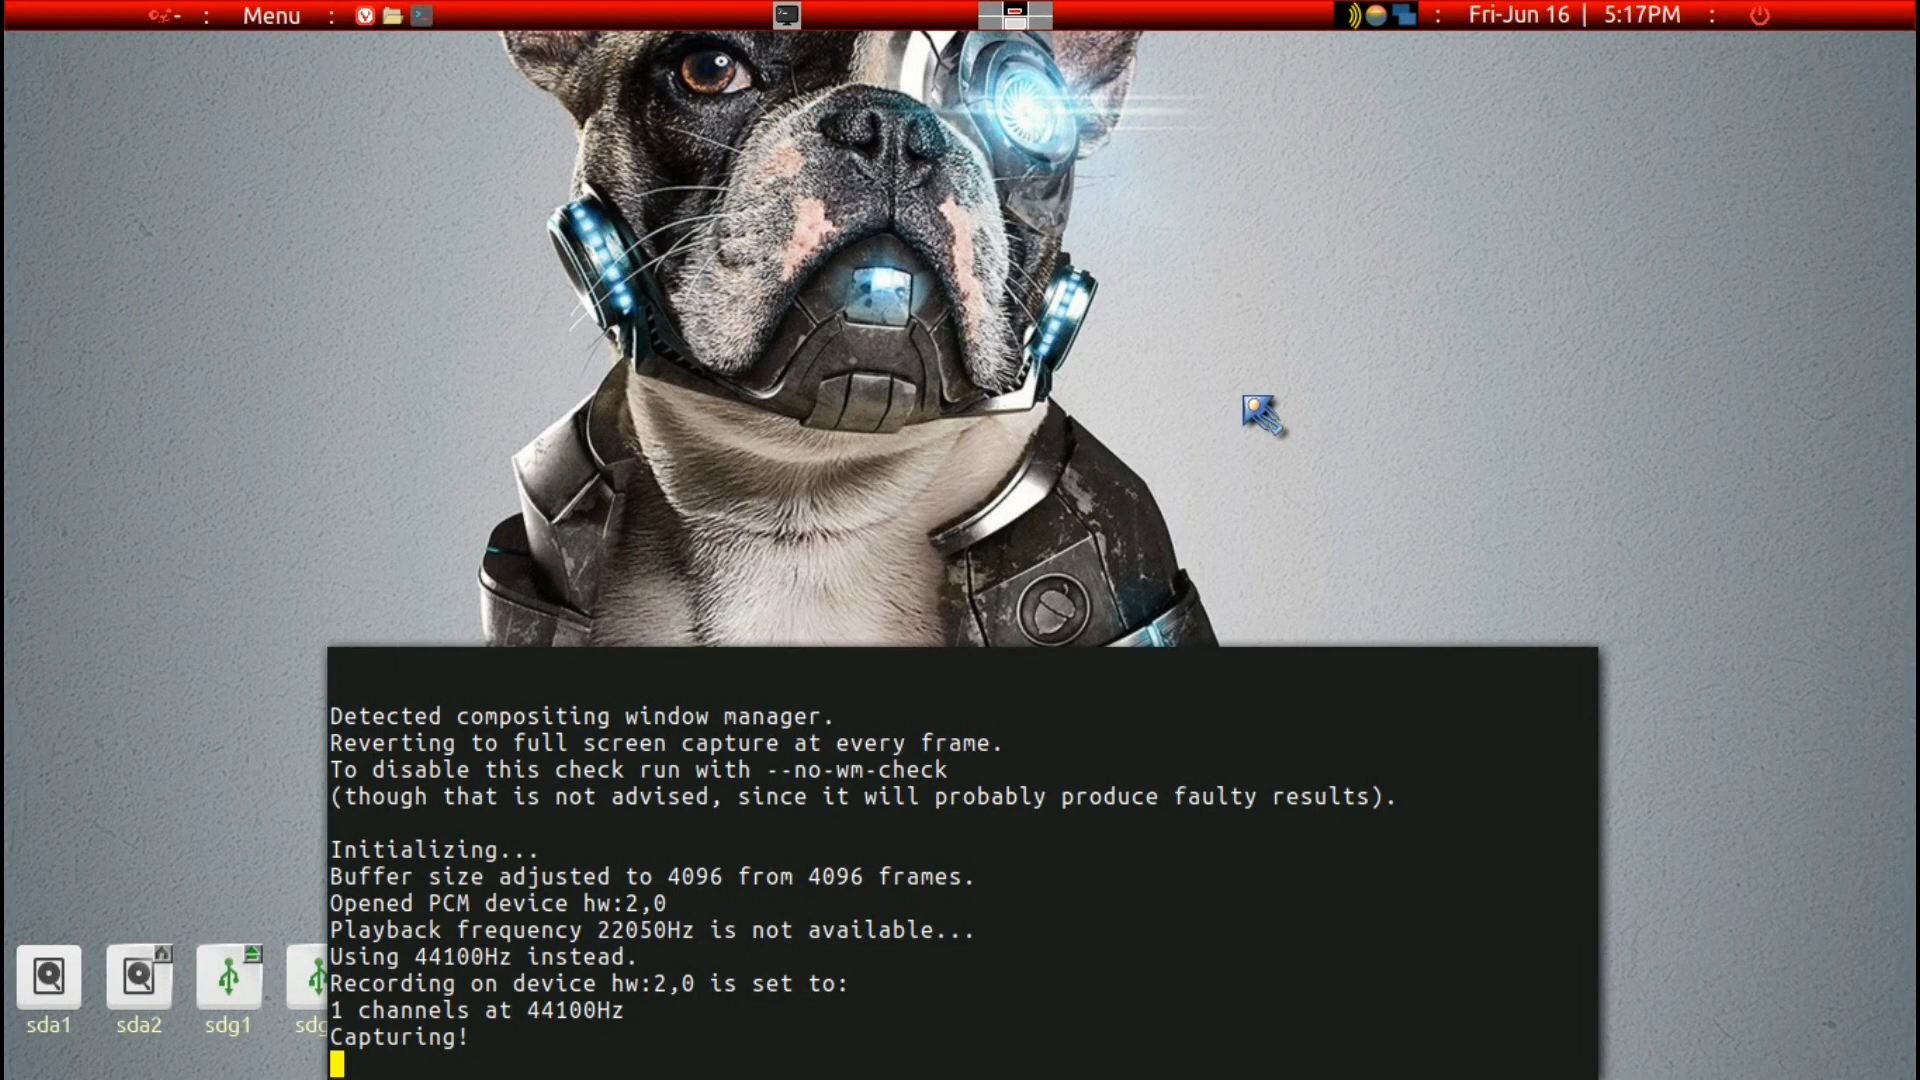 Menu
Fri-Jun 16 | 5:17PM
Detected compositing window manager.
Reverting to full screen capture at every frame.
To disable this check run with --no-wm-check
(though that is not advised, since it will probably produce faulty results).
Initializing...
Buffer size adjusted to 4096 from 4096 frames.
Opened PCM device hw:2,0
Playback frequency 22050Hz is not available...
Using 44100Hz instead.
Recording on device hw:2,0 is set to:
1 channels at 44100Hz
Capturing!
sda1
sda2
sdg1